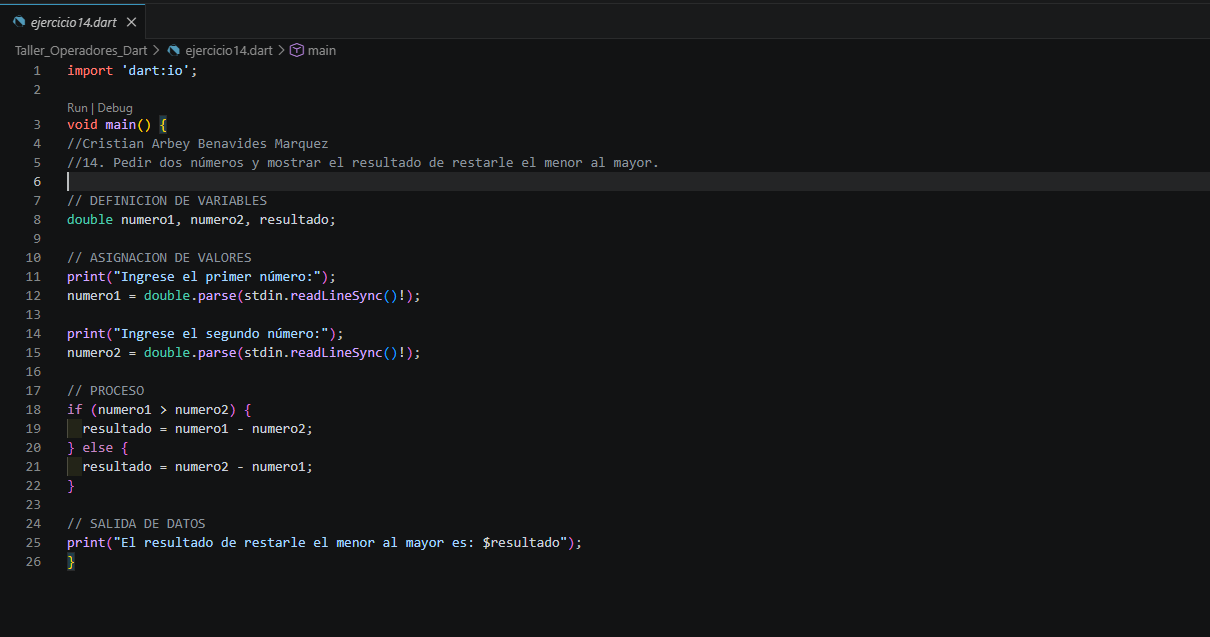 ejercicio14.dart
Taller_Operadores_Dart > ejercicio14.dart > main
1 import 'dart:io';
2
Run | Debug
3 void main() {
4 //Cristian Arbey Benavides Marquez
5 //14. Pedir dos números y mostrar el resultado de restarle el menor al mayor.
6
7 // DEFINICION DE VARIABLES
8 double numero1, numero2, resultado;
9
10 // ASIGNACION DE VALORES
11 print("Ingrese el primer número:");
12 numero1 = double.parse(stdin.readLineSync()!);
13
14 print("Ingrese el segundo número:");
15 numero2 = double.parse(stdin.readLineSync()!);
16
17 // PROCESO
18 if (numero1 > numero2) {
19   resultado = numero1 - numero2;
20 } else {
21   resultado = numero2 - numero1;
22 }
23
24 // SALIDA DE DATOS
25 print("El resultado de restarle el menor al mayor es: $resultado");
26 }